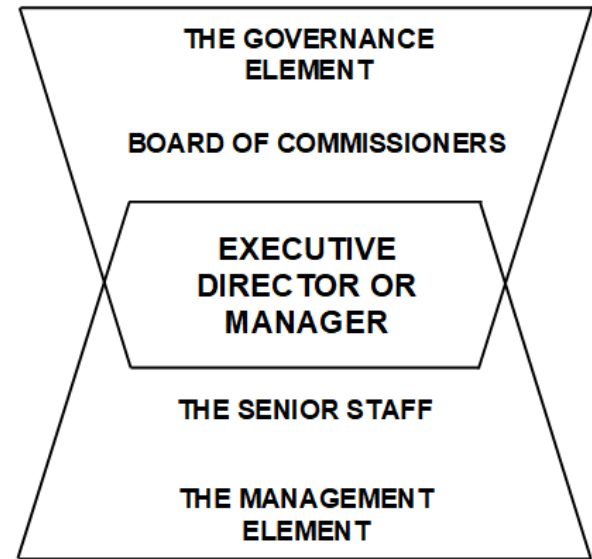 THE GOVERNANCE
ELEMENT
BOARD OF COMMISSIONERS
EXECUTIVE
DIRECTOR OR
MANAGER
THE SENIOR STAFF
THE MANAGEMENT
ELEMENT